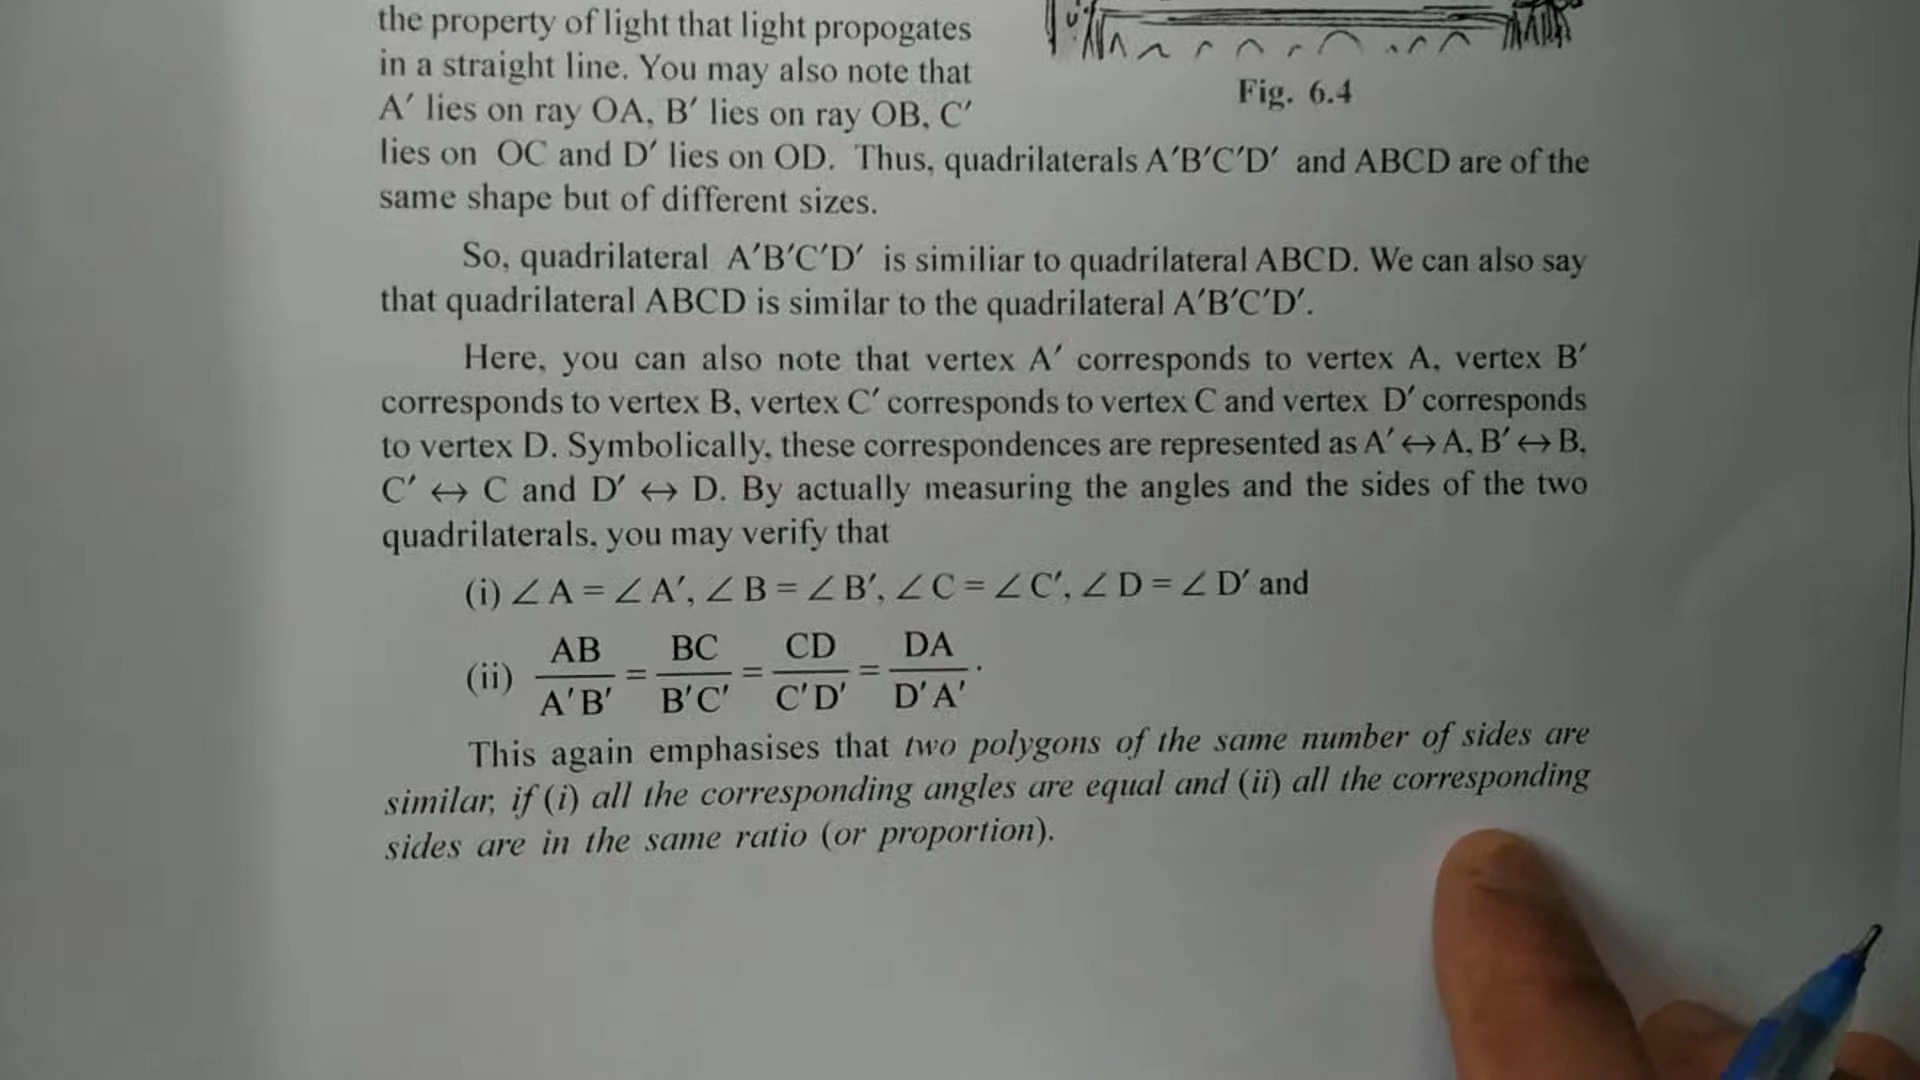 the property of light that light propogates
in a straight line. You may also note that
A′ lies on ray OA, B′ lies on ray OB, C′
Fig. 6.4
lies on OC and D′ lies on OD. Thus, quadrilaterals A′B′C′D′ and ABCD are of the
same shape but of different sizes.
So, quadrilateral A′B′C′D′ is similiar to quadrilateral ABCD. We can also say
that quadrilateral ABCD is similar to the quadrilateral A′B′C′D′.
Here, you can also note that vertex A′ corresponds to vertex A, vertex B′
corresponds to vertex B, vertex C′ corresponds to vertex C and vertex D′ corresponds
to vertex D. Symbolically, these correspondences are represented as A′ ↔ A, B′ ↔ B,
C′ ↔ C and D′ ↔ D. By actually measuring the angles and the sides of the two
quadrilaterals, you may verify that
(i) ∠ A = ∠ A′, ∠ B = ∠ B′, ∠ C = ∠ C′, ∠ D = ∠ D′ and
(ii) AB/A′B′ = BC/B′C′ = CD/C′D′ = DA/D′A′.
This again emphasises that two polygons of the same number of sides are
similar, if (i) all the corresponding angles are equal and (ii) all the corresponding
sides are in the same ratio (or proportion).